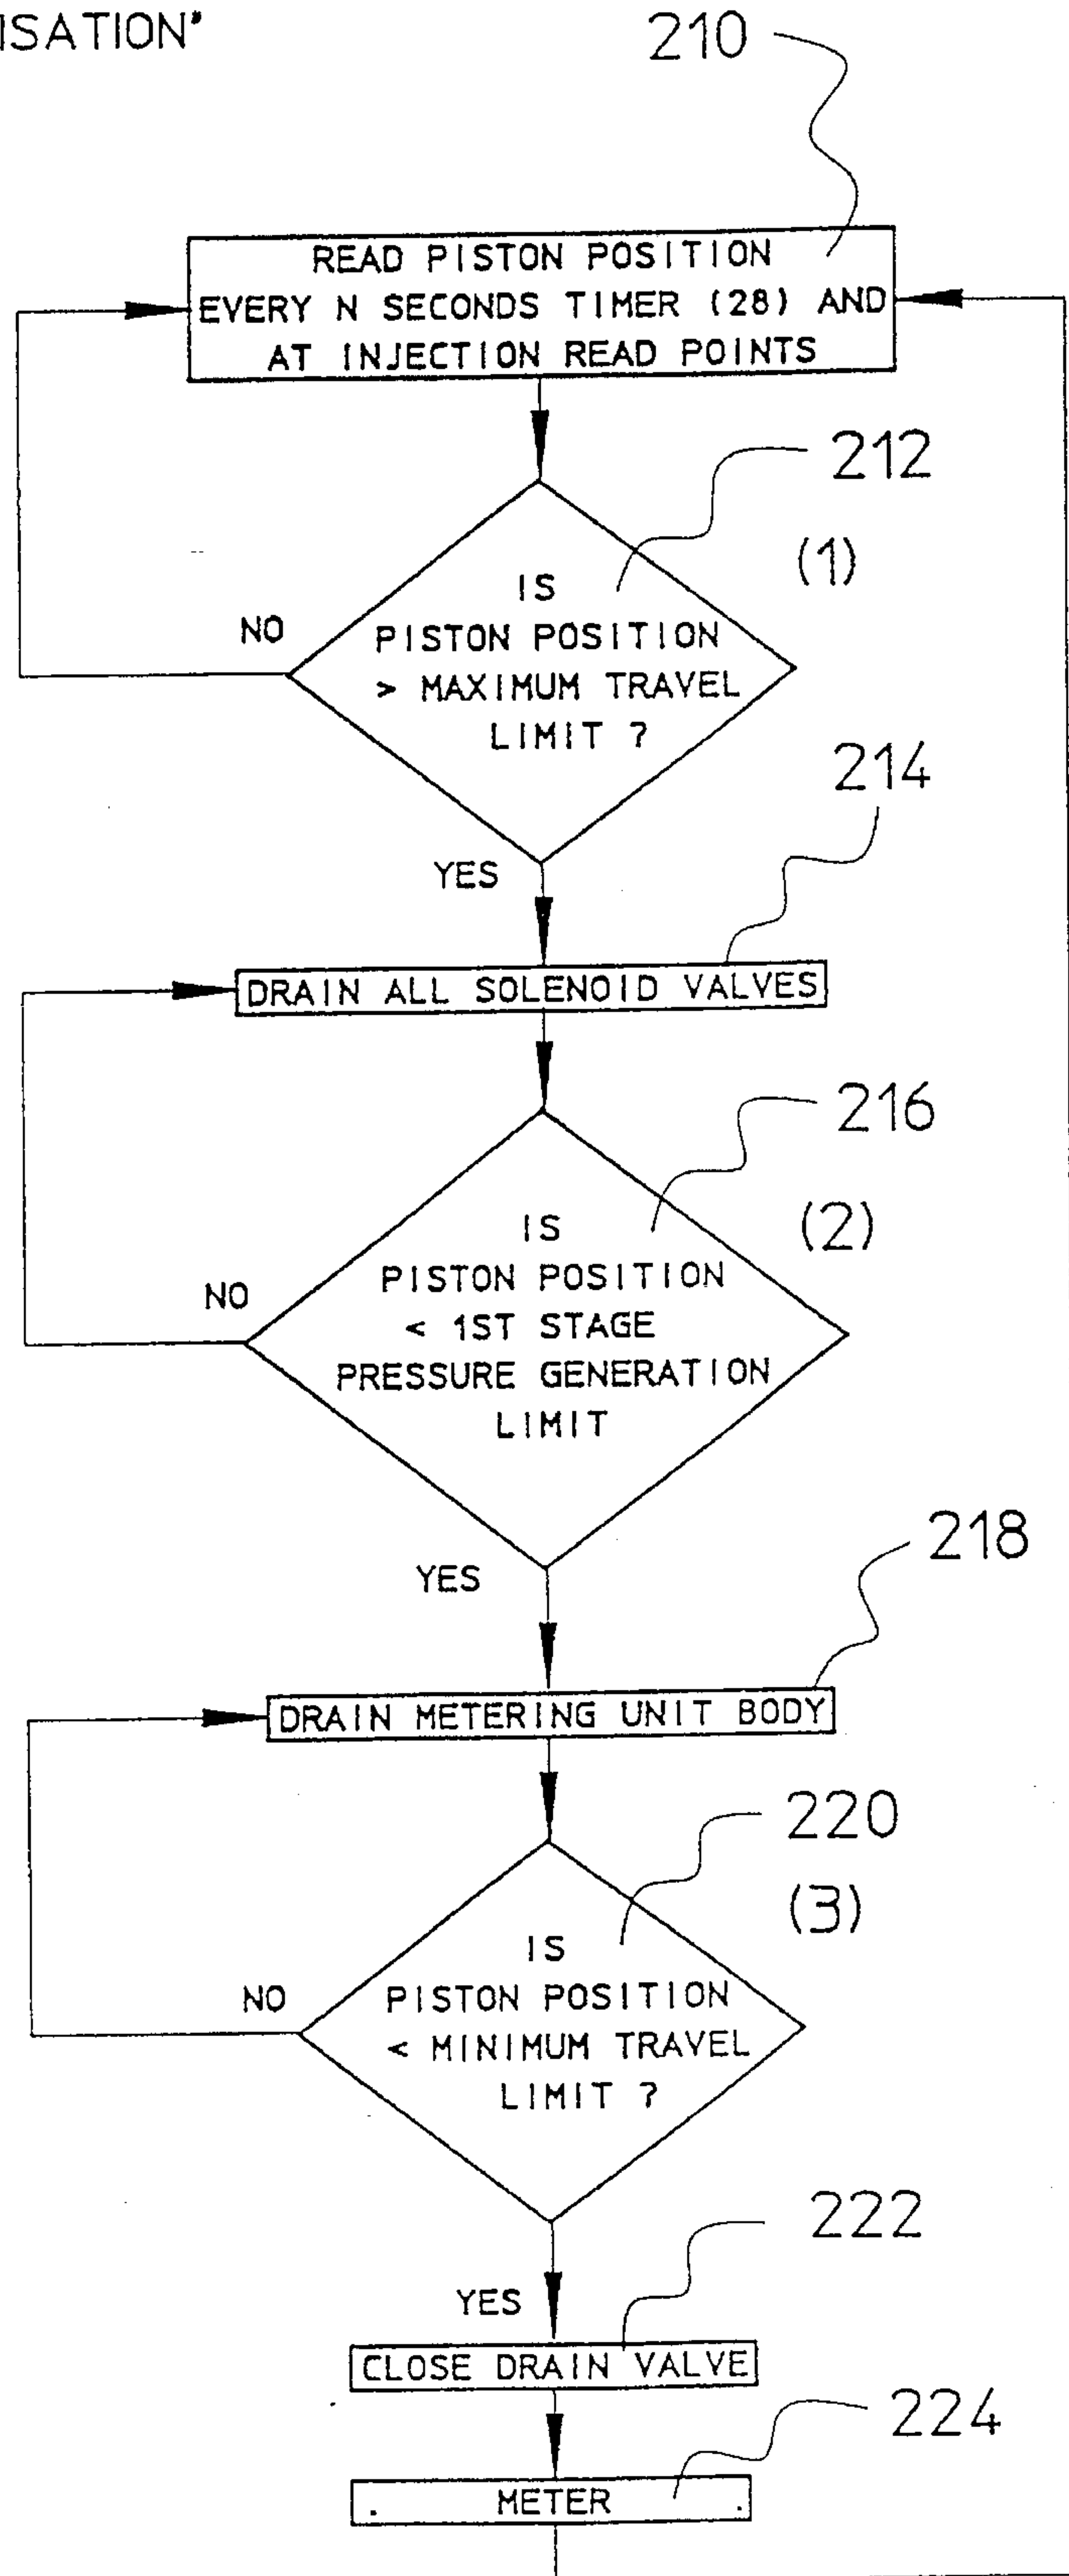 ISATION"
210
READ PISTON POSITION
EVERY N SECONDS TIMER (28) AND
AT INJECTION READ POINTS
212
(1)
IS
PISTON POSITION
> MAXIMUM TRAVEL
LIMIT ?
NO
214
YES
DRAIN ALL SOLENOID VALVES
216
(2)
IS
PISTON POSITION
< 1ST STAGE
PRESSURE GENERATION
LIMIT
NO
218
YES
DRAIN METERING UNIT BODY
220
(3)
IS
PISTON POSITION
< MINIMUM TRAVEL
LIMIT ?
NO
222
YES
CLOSE DRAIN VALVE
224
METER